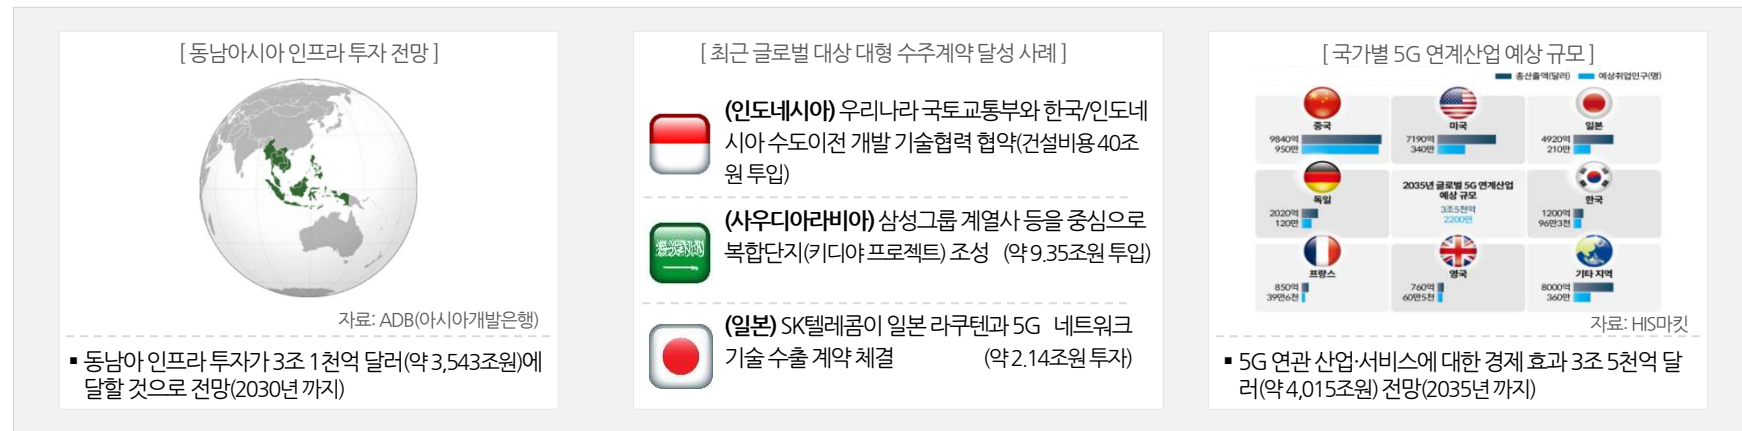 [ 동남아시아 인프라 투자 전망 ]
자료: ADB(아시아개발은행)
▪ 동남아 인프라 투자가 3조 1천억 달러(약 3,543조원)에
달할 것으로 전망(2030년 까지)
[ 최근 글로벌 대상 대형 수주계약 달성 사례 ]
(인도네시아) 우리나라 국토교통부와 한국/인도네
시아 수도이전 개발 기술협력 협약(건설비용 40조
원 투입)
(사우디아라비아) 삼성그룹 계열사 등을 중심으로
복합단지(키디야 프로젝트) 조성 (약 9.35조원 투입)
(일본) SK텔레콤이 일본 라쿠텐과 5G 네트워크
기술 수출 계약 체결 (약 2.14조원 투자)
[ 국가별 5G 연계산업 예상 규모 ]
총산출액(달러) 예상취업인구(명)
중국
9840억
950만
미국
7190억
340만
일본
4920억
210만
독일
2020억
120만
2035년 글로벌 5G 연계산업
예상 규모
3조5천억
2200만
한국
1200억
96만3천
프랑스
850억
39만6천
영국
760억
60만5천
기타 지역
8000억
360만
자료: HIS마킷
▪ 5G 연관 산업·서비스에 대한 경제 효과 3조 5천억 달
러(약 4,015조원) 전망(2035년 까지)